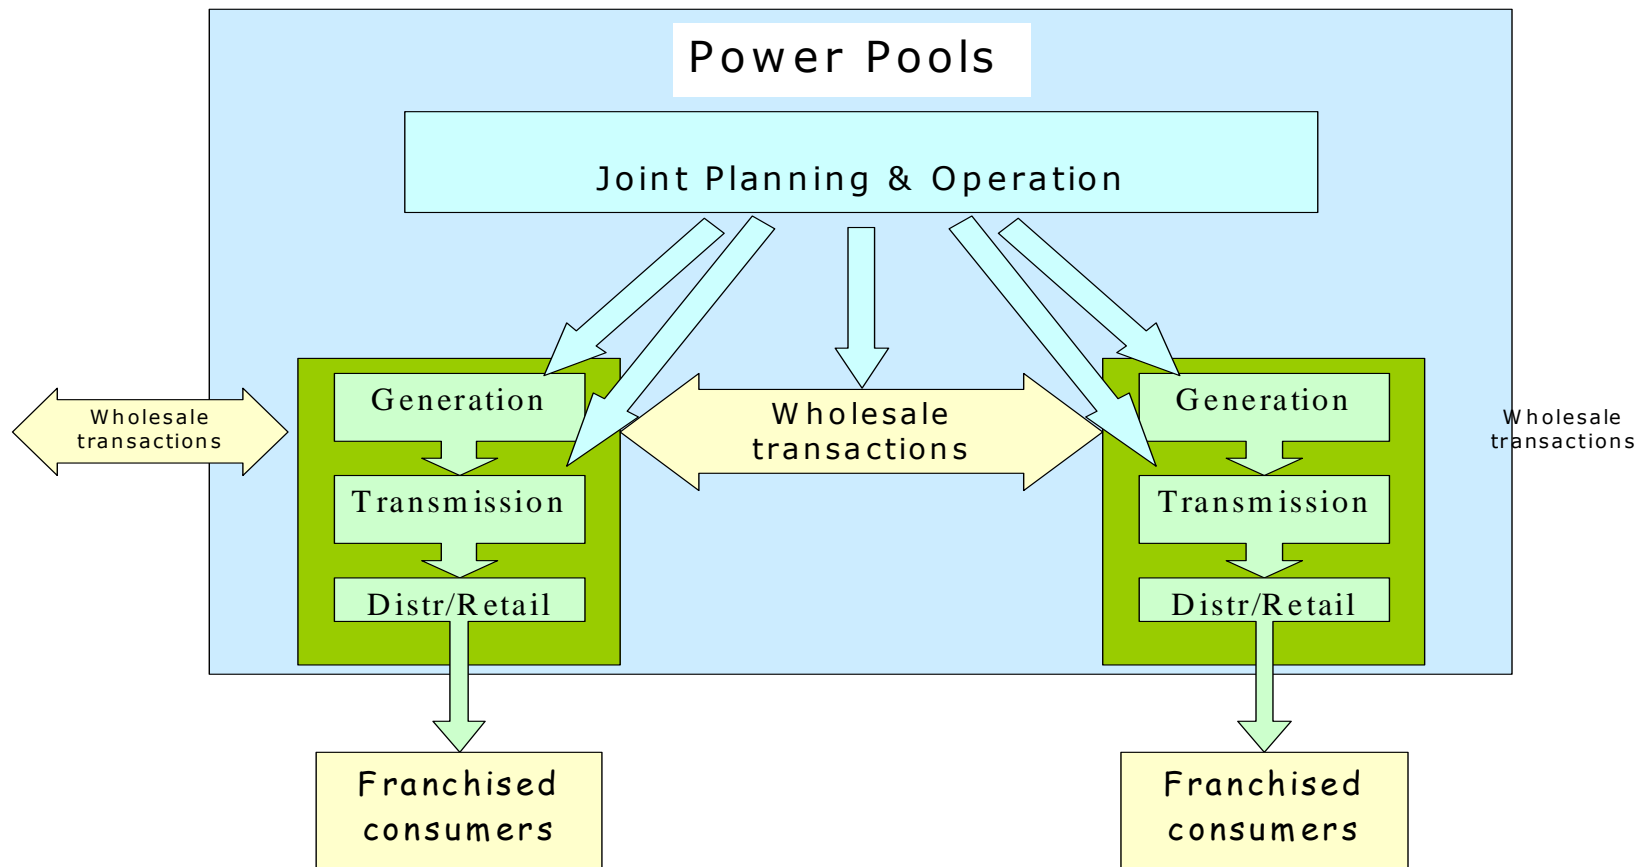 Power Pools
Joint Planning & Operation
Wholesale
transactions
Generation
Transmission
Distr/Retail
Franchised
consumers
Wholesale
transactions
Generation
Transmission
Distr/Retail
Franchised
consumers
Wholesale
transactions